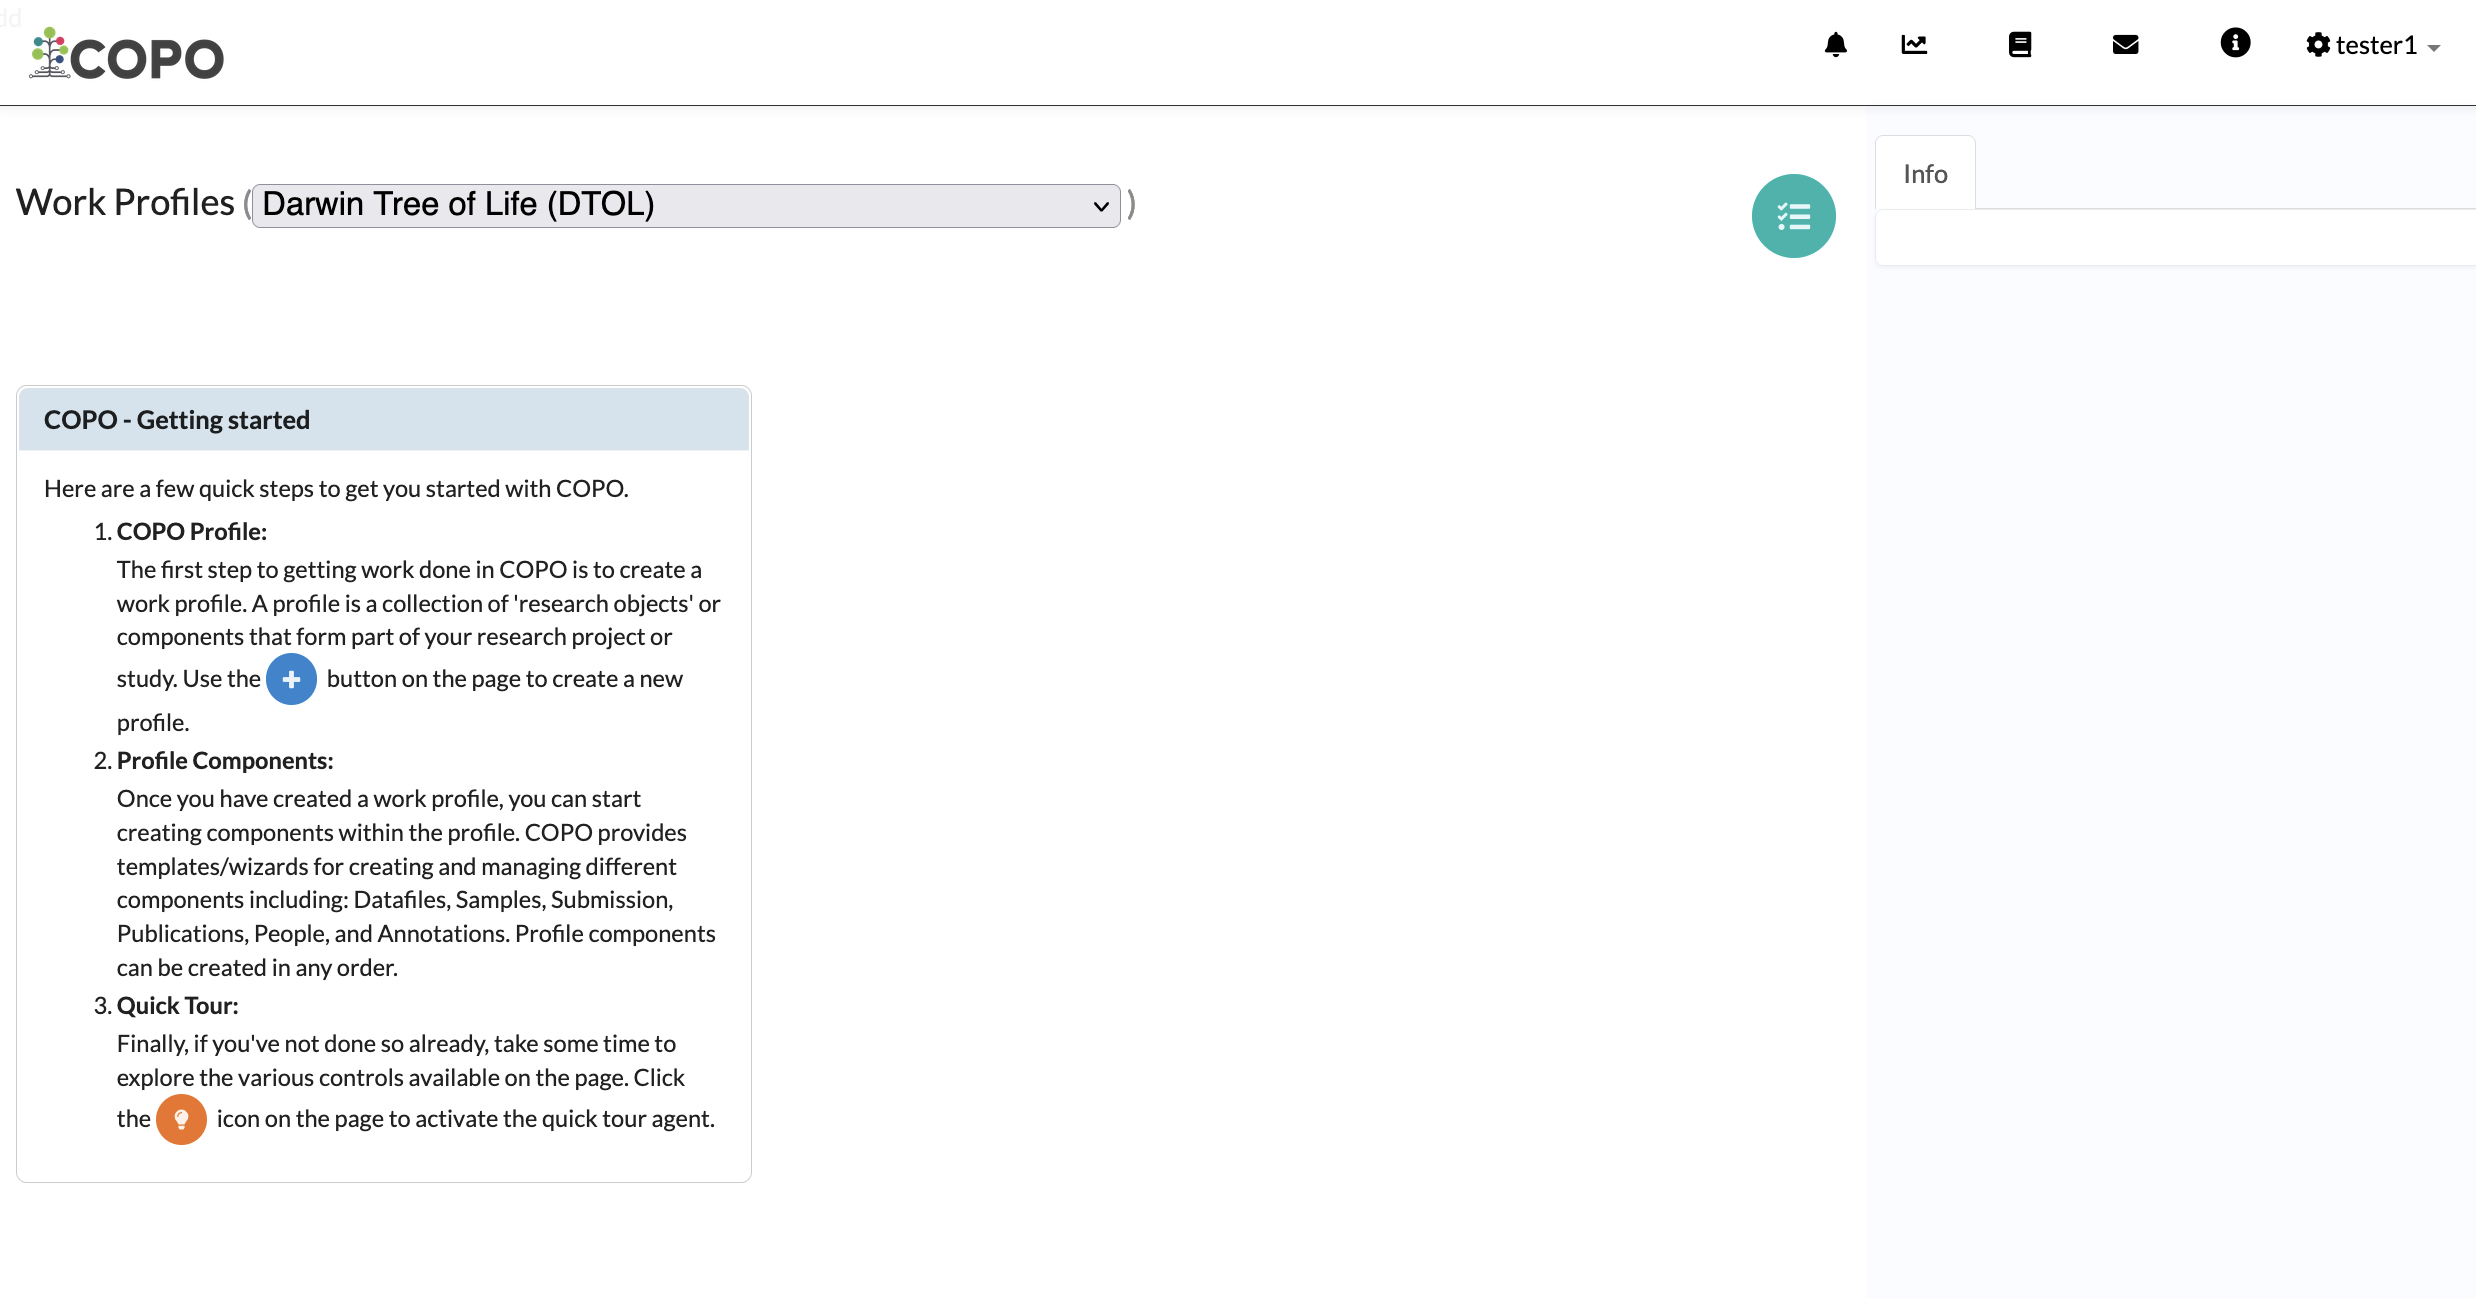 dd
COPO
tester1
Work Profiles (Darwin Tree of Life (DTOL))
Info
COPO - Getting started
Here are a few quick steps to get you started with COPO.
1. COPO Profile:
The first step to getting work done in COPO is to create a
work profile. A profile is a collection of 'research objects' or
components that form part of your research project or
study. Use the + button on the page to create a new
profile.
2. Profile Components:
Once you have created a work profile, you can start
creating components within the profile. COPO provides
templates/wizards for creating and managing different
components including: Datafiles, Samples, Submission,
Publications, People, and Annotations. Profile components
can be created in any order.
3. Quick Tour:
Finally, if you've not done so already, take some time to
explore the various controls available on the page. Click
the icon on the page to activate the quick tour agent.